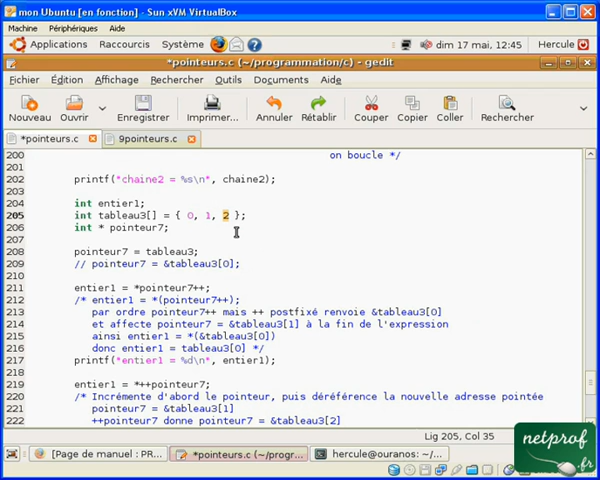 mon Ubuntu [en fonction] - Sun xVM VirtualBox
Machine Périphériques Aide
Applications Raccourcis Système dim 17 mai, 12:45 Hercule
*pointeurs.c (~/programmation/c) - gedit
Fichier Édition Affichage Rechercher Outils Documents Aide
Nouveau Ouvrir Enregistrer Imprimer... Annuler Rétablir Couper Copier Coller Rechercher
*pointeurs.c 9pointeurs.c
200 on boucle */
201
202 printf("chaine2 = %s\n", chaine2);
203
204 int entier1;
205 int tableau3[] = { 0, 1, 2 };
206 int * pointeur7;
207
208 pointeur7 = tableau3;
209 // pointeur7 = &tableau3[0];
210
211 entier1 = *pointeur7++;
212 /* entier1 = *(pointeur7++);
213 par ordre pointeur7++ mais ++ postfixé renvoie &tableau3[0]
214 et affecte pointeur7 = &tableau3[1] à la fin de l'expression
215 ainsi entier1 = *(&tableau3[0])
216 donc entier1 = tableau3[0] */
217 printf("entier1 = %d\n", entier1);
218
219 entier1 = *++pointeur7;
220 /* Incrémente d'abord le pointeur, puis déréférence la nouvelle adresse pointée
221 pointeur7 = &tableau3[1]
222 ++pointeur7 donne pointeur7 = &tableau3[2]
Lig 205, Col 35
[Page de manuel : PR... *pointeurs.c (~/progr... hercule@ouranos: ~/...
netprof
.fr